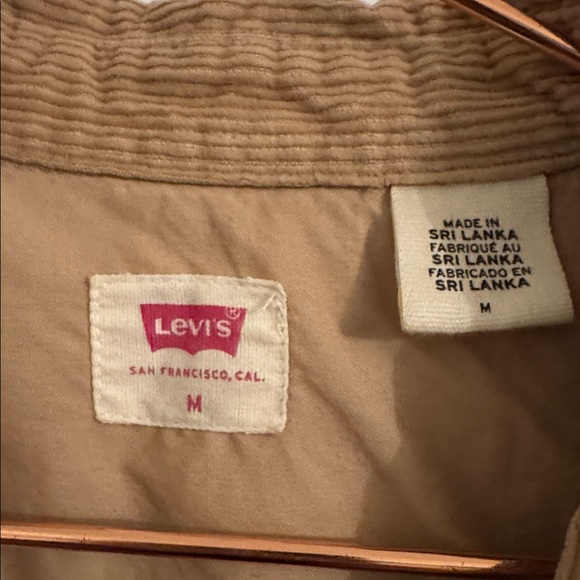 LEVI'S®
SAN FRANCISCO, CAL.
M
MADE IN
SRI LANKA
FABRIQUÉ AU
SRI LANKA
FABRICADO EN
SRI LANKA
M